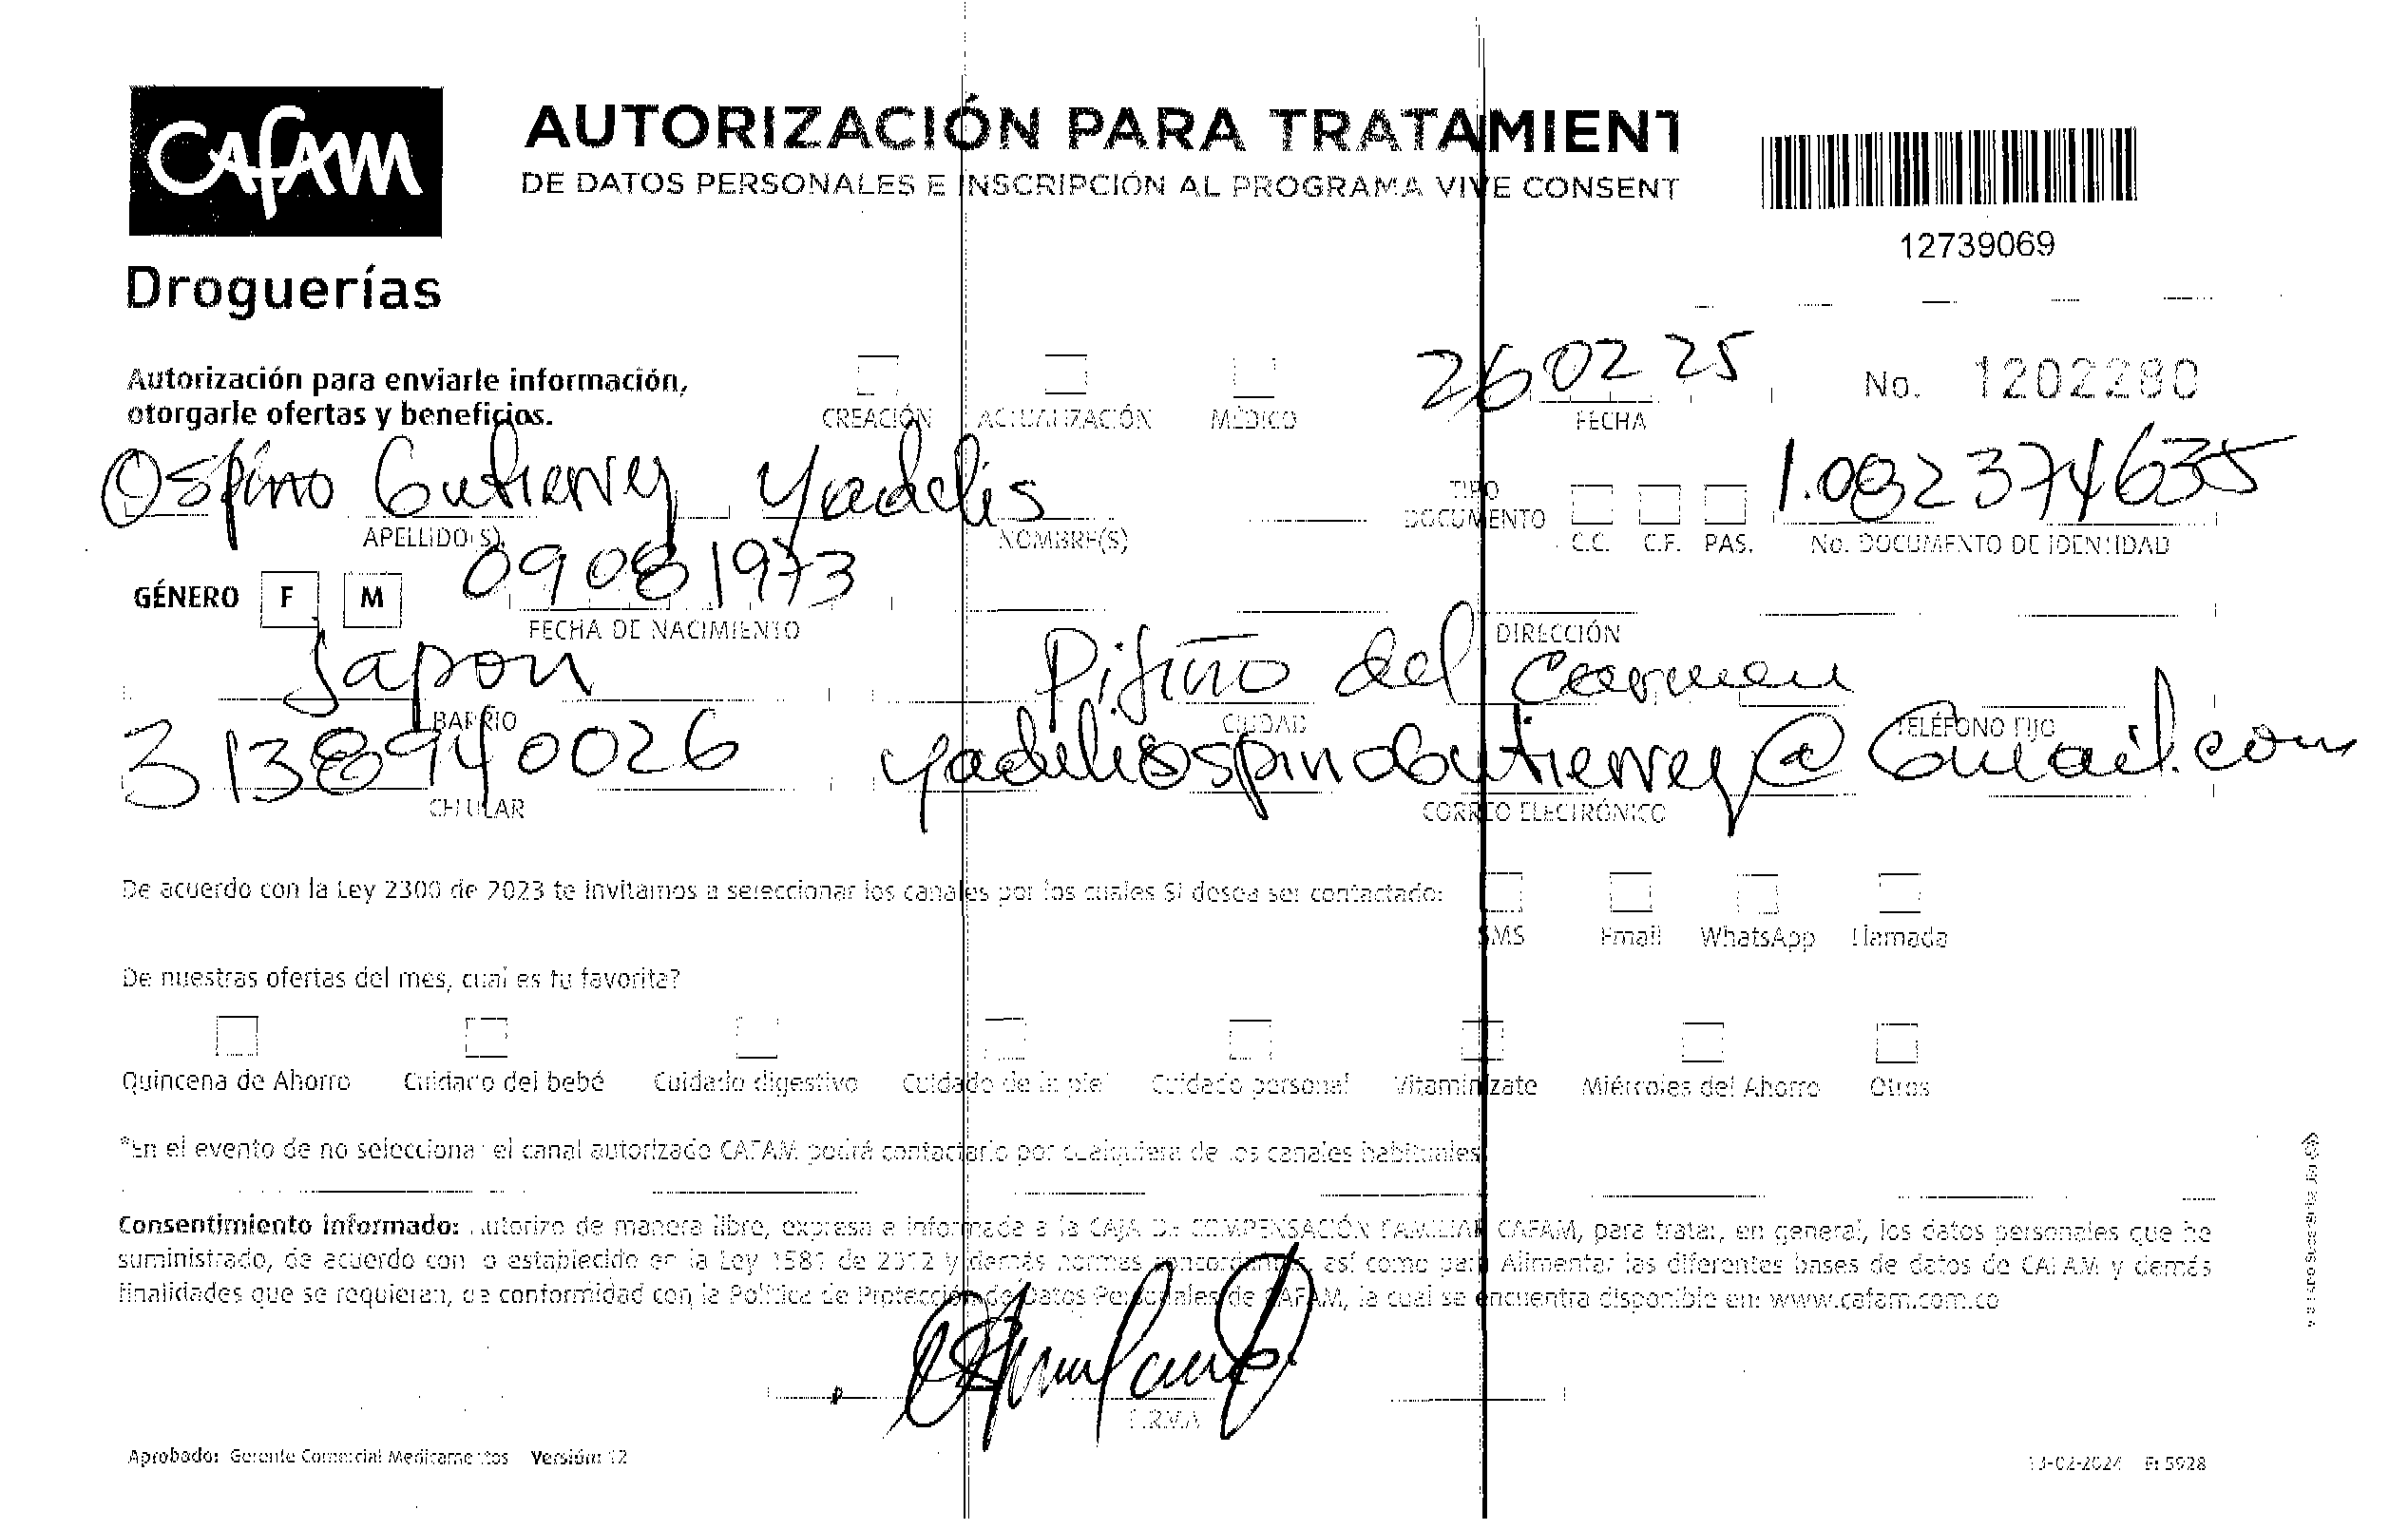 CAFAM
Droguerías
AUTORIZACIÓN PARA TRATAMIENT
DE DATOS PERSONALES E INSCRIPCIÓN AL PROGRAMA VIVE CONSENT
12739069
Autorización para enviarle información,
otorgarle ofertas y beneficios.
CREACIÓN ACTUALIZACIÓN MÉDICO
26 02 25
FECHA
No. 1202280
Ospino Gutierrez Yadelis
APELLIDO(S) NOMBRE(S)
TIPO DOCUMENTO C.C. C.E. PAS.
1.082374635
No. DOCUMENTO DE IDENTIDAD
GÉNERO F M
09081973
FECHA DE NACIMIENTO
DIRECCIÓN
Japon Pijiño del Carmen
BARRIO CIUDAD TELÉFONO FIJO
3138940026 yadelisospinoGutierrez@Gmail.com
CELULAR CORREO ELECTRÓNICO
De acuerdo con la Ley 2300 de 2023 te invitamos a seleccionar los canales por los cuales SI desea ser contactado:
SMS Email WhatsApp Llamada
De nuestras ofertas del mes, cual es tu favorita?
Quincena de Ahorro Cuidado del bebé Cuidado digestivo Cuidado de la piel Cuidado personal Vitaminízate Miércoles del Ahorro Otros
*En el evento de no seleccionar el canal autorizado CAFAM podrá contactarlo por cualquiera de los canales habituales
Consentimiento informado: Autorizo de manera libre, expresa e informada a la CAJA DE COMPENSACIÓN FAMILIAR CAFAM, para tratar, en general, los datos personales que he
suministrado, de acuerdo con lo establecido en la Ley 1581 de 2012 y demás normas concordantes, así como para Alimentar las diferentes bases de datos de CAFAM y demás
finalidades que se requieran, de conformidad con la Política de Protección de Datos Personales de CAFAM, la cual se encuentra disponible en: www.cafam.com.co
FIRMA
Aprobado: Gerente Comercial Medicamentos Versión: 12
13-02-2024 F: 5928